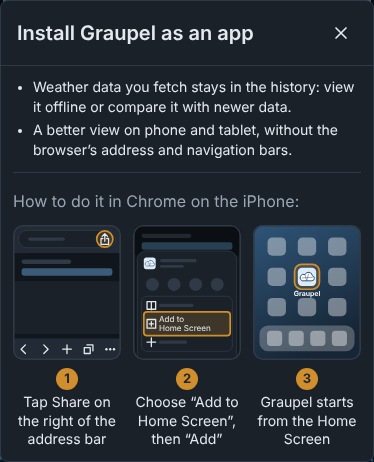 Install Graupel as an app
• Weather data you fetch stays in the history: view
it offline or compare it with newer data.
• A better view on phone and tablet, without the
browser’s address and navigation bars.
How to do it in Chrome on the iPhone:
Add to
Home Screen
Graupel
1
Tap Share on
the right of the
address bar
2
Choose “Add to
Home Screen”,
then “Add”
3
Graupel starts
from the Home
Screen